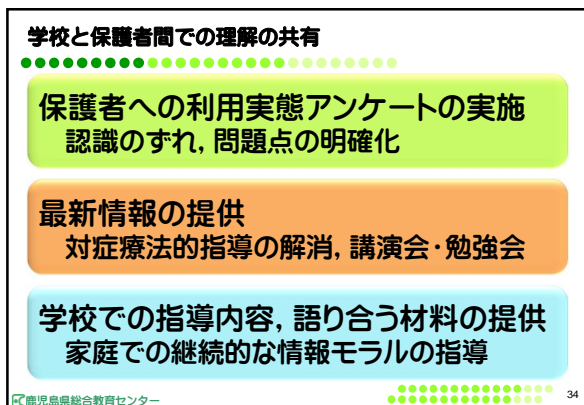 学校と保護者間での理解の共有
保護者への利用実態アンケートの実施
認識のずれ,問題点の明確化
最新情報の提供
対症療法的指導の解消,講演会・勉強会
学校での指導内容,語り合う材料の提供
家庭での継続的な情報モラルの指導
鹿児島県総合教育センター
34